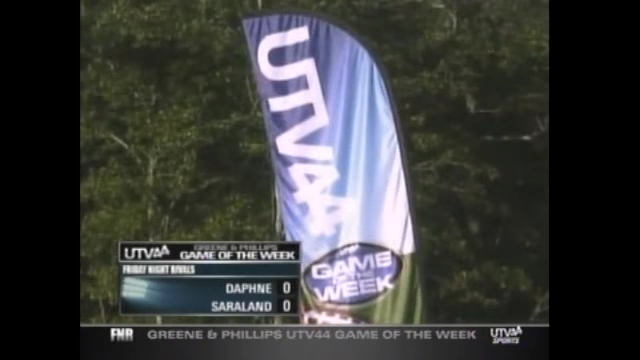 UTV44
GAME
OF THE
WEEK
UTV44
GREENE & PHILLIPS
GAME OF THE WEEK
FRIDAY NIGHT RIVALS
DAPHNE 0
SARALAND 0
FNR GREENE & PHILLIPS UTV44 GAME OF THE WEEK UTV44 SPORTS